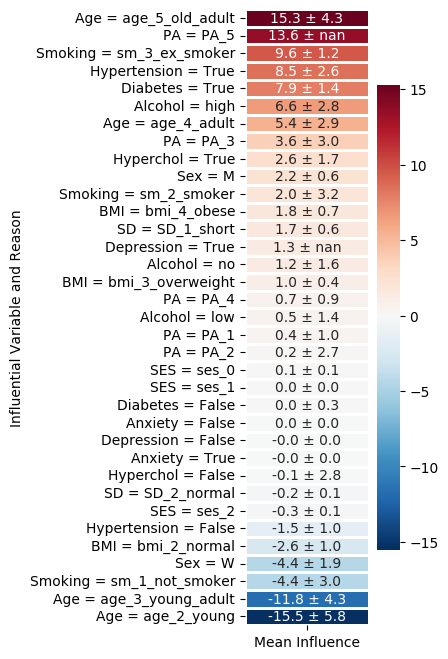 Age = age_5_old_adult 15.3 ± 4.3
PA = PA_5 13.6 ± nan
Smoking = sm_3_ex_smoker 9.6 ± 1.2
Hypertension = True 8.5 ± 2.6
Diabetes = True 7.9 ± 1.4
Alcohol = high 6.6 ± 2.8
Age = age_4_adult 5.4 ± 2.9
PA = PA_3 3.6 ± 3.0
Hyperchol = True 2.6 ± 1.7
Sex = M 2.2 ± 0.6
Smoking = sm_2_smoker 2.0 ± 3.2
BMI = bmi_4_obese 1.8 ± 0.7
SD = SD_1_short 1.7 ± 0.6
Depression = True 1.3 ± nan
Alcohol = no 1.2 ± 1.6
BMI = bmi_3_overweight 1.0 ± 0.4
PA = PA_4 0.7 ± 0.9
Alcohol = low 0.5 ± 1.4
PA = PA_1 0.4 ± 1.0
PA = PA_2 0.2 ± 2.7
SES = ses_0 0.1 ± 0.1
SES = ses_1 0.0 ± 0.0
Diabetes = False 0.0 ± 0.3
Anxiety = False 0.0 ± 0.0
Depression = False -0.0 ± 0.0
Anxiety = True -0.0 ± 0.0
Hyperchol = False -0.1 ± 2.8
SD = SD_2_normal -0.2 ± 0.1
SES = ses_2 -0.3 ± 0.1
Hypertension = False -1.5 ± 1.0
BMI = bmi_2_normal -2.6 ± 1.0
Sex = W -4.4 ± 1.9
Smoking = sm_1_not_smoker -4.4 ± 3.0
Age = age_3_young_adult -11.8 ± 4.3
Age = age_2_young -15.5 ± 5.8
Mean Influence
Influential Variable and Reason
15
10
5
0
−5
−10
−15